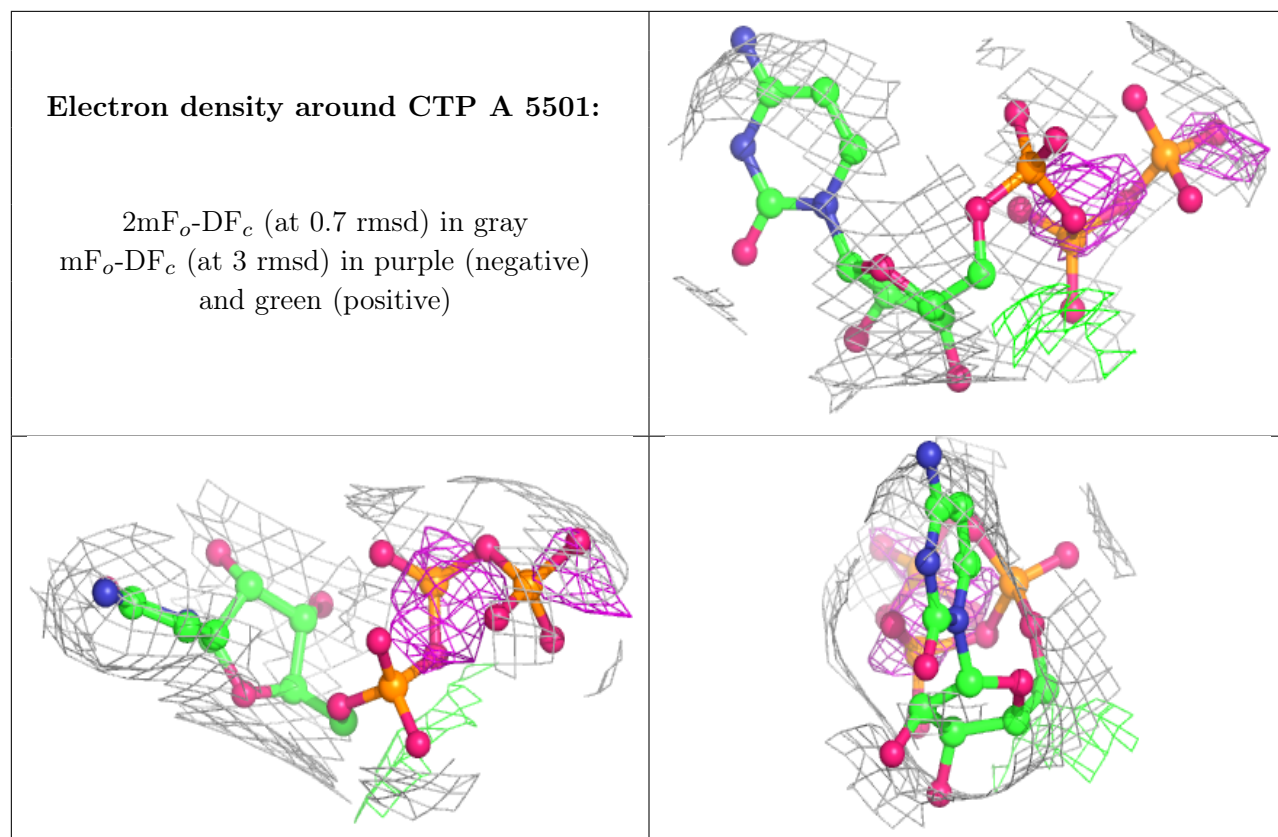 Electron density around CTP A 5501:
2mFo-DFc (at 0.7 rmsd) in gray
mFo-DFc (at 3 rmsd) in purple (negative)
and green (positive)